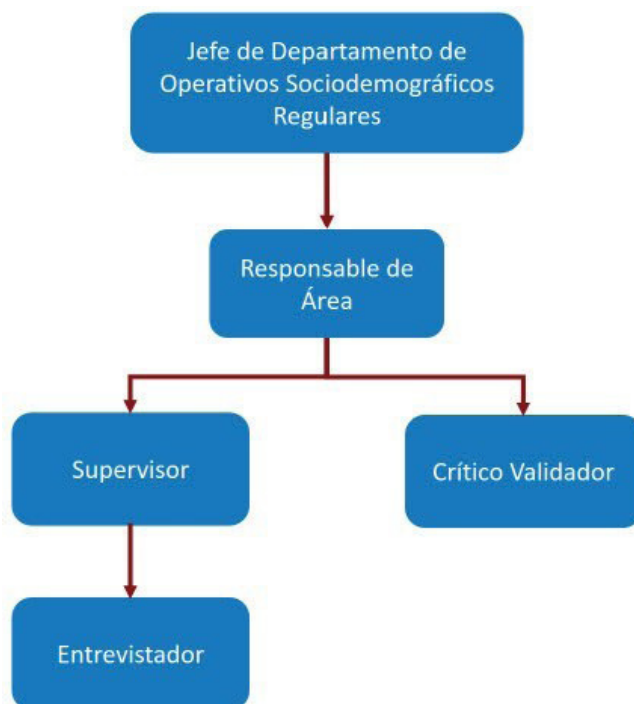 Jefe de Departamento de
Operativos Sociodemográficos
Regulares
Responsable de
Área
Supervisor
Crítico Validador
Entrevistador